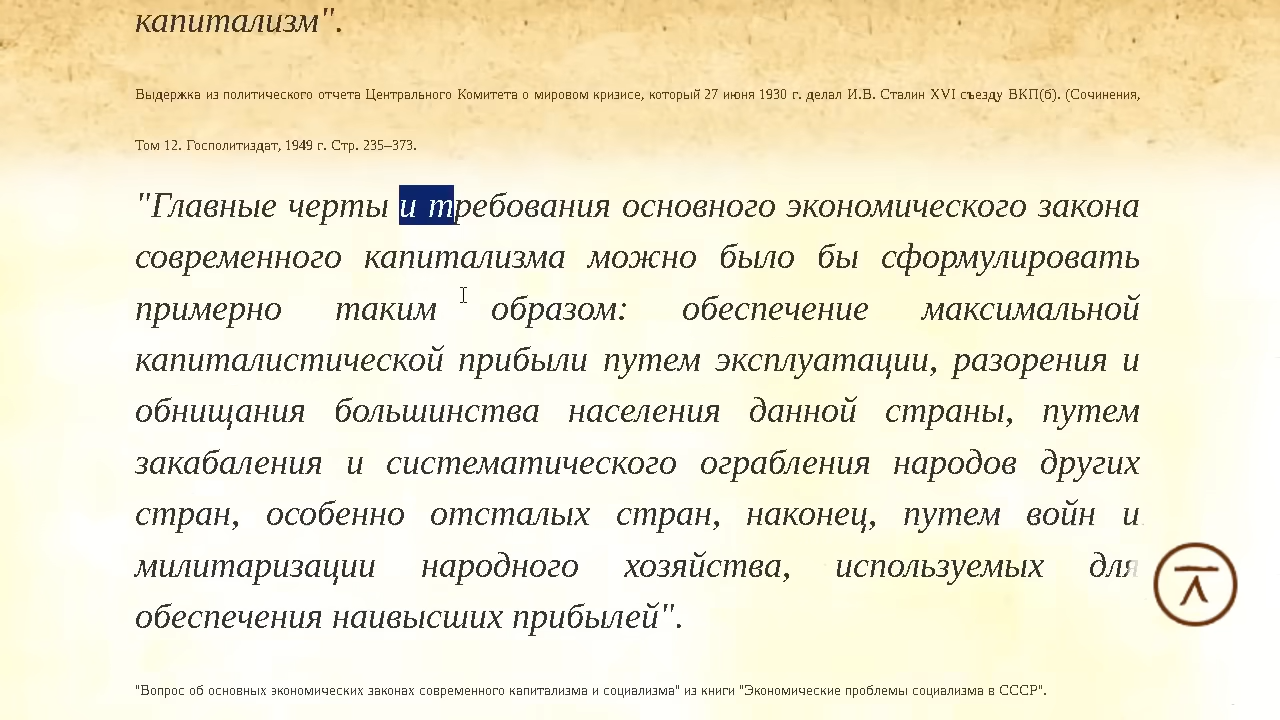 капитализм".
Выдержка из политического отчета Центрального Комитета о мировом кризисе, который 27 июня 1930 г. делал И.В. Сталин XVI съезду ВКП(б). (Сочинения,
Том 12. Госполитиздат, 1949 г. Стр. 235–373.
"Главные черты и требования основного экономического закона
современного капитализма можно было бы сформулировать
примерно таким образом: обеспечение максимальной
капиталистической прибыли путем эксплуатации, разорения и
обнищания большинства населения данной страны, путем
закабаления и систематического ограбления народов других
стран, особенно отсталых стран, наконец, путем войн и
милитаризации народного хозяйства, используемых для
обеспечения наивысших прибылей".
"Вопрос об основных экономических законах современного капитализма и социализма" из книги "Экономические проблемы социализма в СССР".